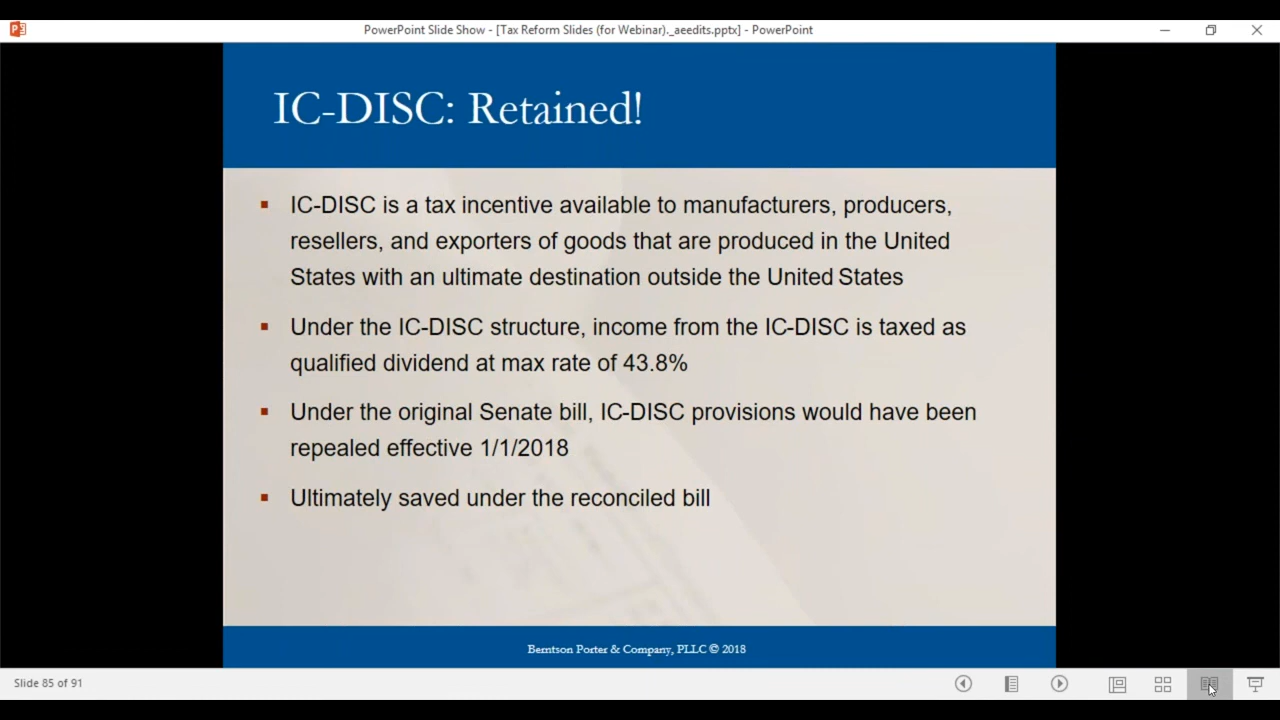 PowerPoint Slide Show - [Tax Reform Slides (for Webinar)._aeedits.pptx] - PowerPoint
IC-DISC: Retained!
▪ IC-DISC is a tax incentive available to manufacturers, producers,
resellers, and exporters of goods that are produced in the United
States with an ultimate destination outside the United States
▪ Under the IC-DISC structure, income from the IC-DISC is taxed as
qualified dividend at max rate of 43.8%
▪ Under the original Senate bill, IC-DISC provisions would have been
repealed effective 1/1/2018
▪ Ultimately saved under the reconciled bill
Berntson Porter & Company, PLLC © 2018
Slide 85 of 91